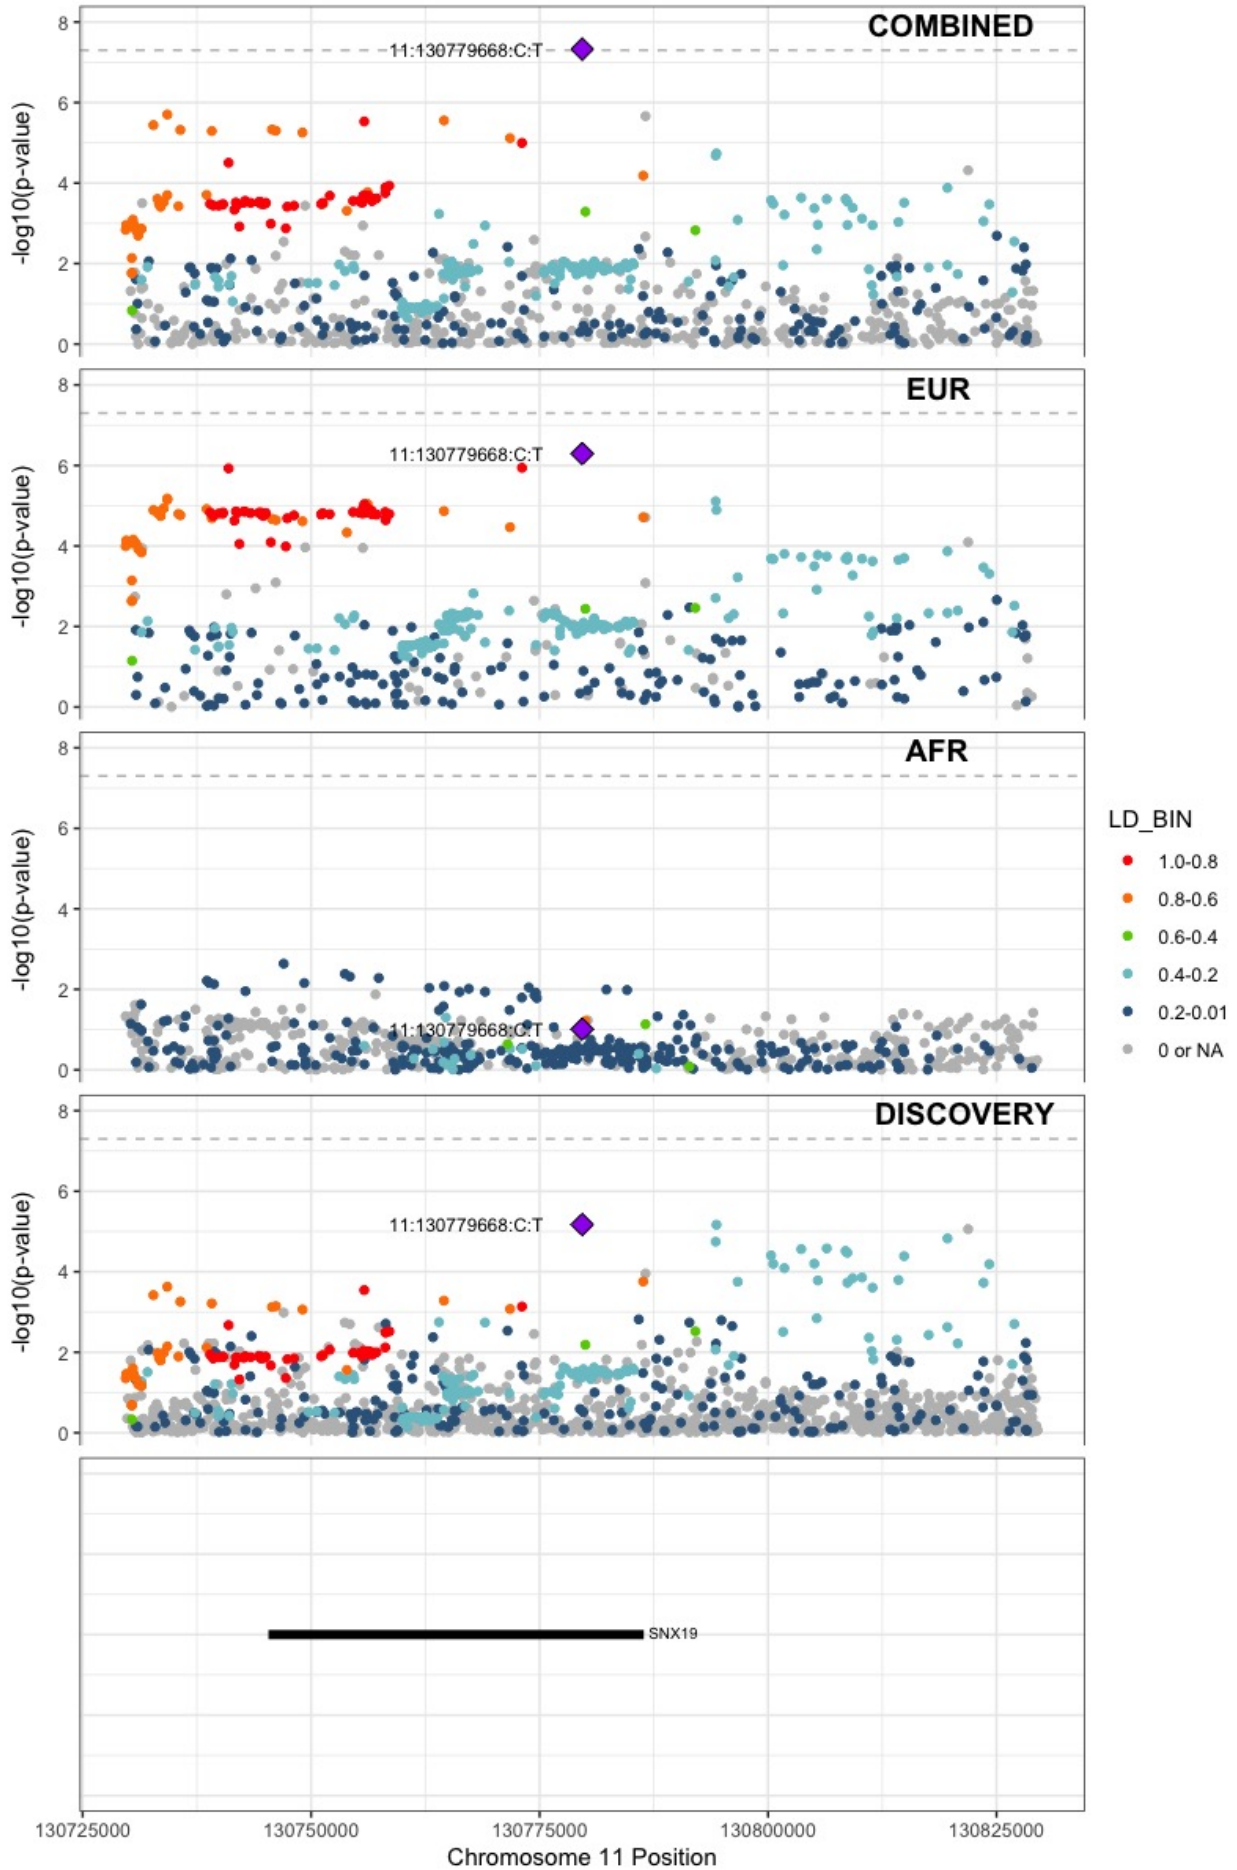 COMBINED
8
6
4
2
0
-log10(p-value)
11:130779668:C:T
EUR
8
6
4
2
0
-log10(p-value)
11:130779668:C:T
AFR
8
6
4
2
0
-log10(p-value)
11:130779668:C:T
LD_BIN
1.0-0.8
0.8-0.6
0.6-0.4
0.4-0.2
0.2-0.01
0 or NA
DISCOVERY
8
6
4
2
0
-log10(p-value)
11:130779668:C:T
SNX19
130725000 130750000 130775000 130800000 130825000
Chromosome 11 Position